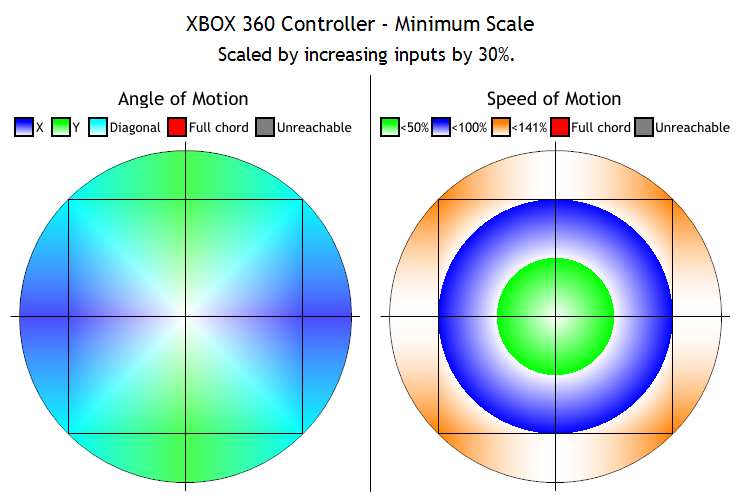 XBOX 360 Controller - Minimum Scale
Scaled by increasing inputs by 30%.
Angle of Motion
X Y Diagonal Full chord Unreachable
Speed of Motion
<50% <100% <141% Full chord Unreachable